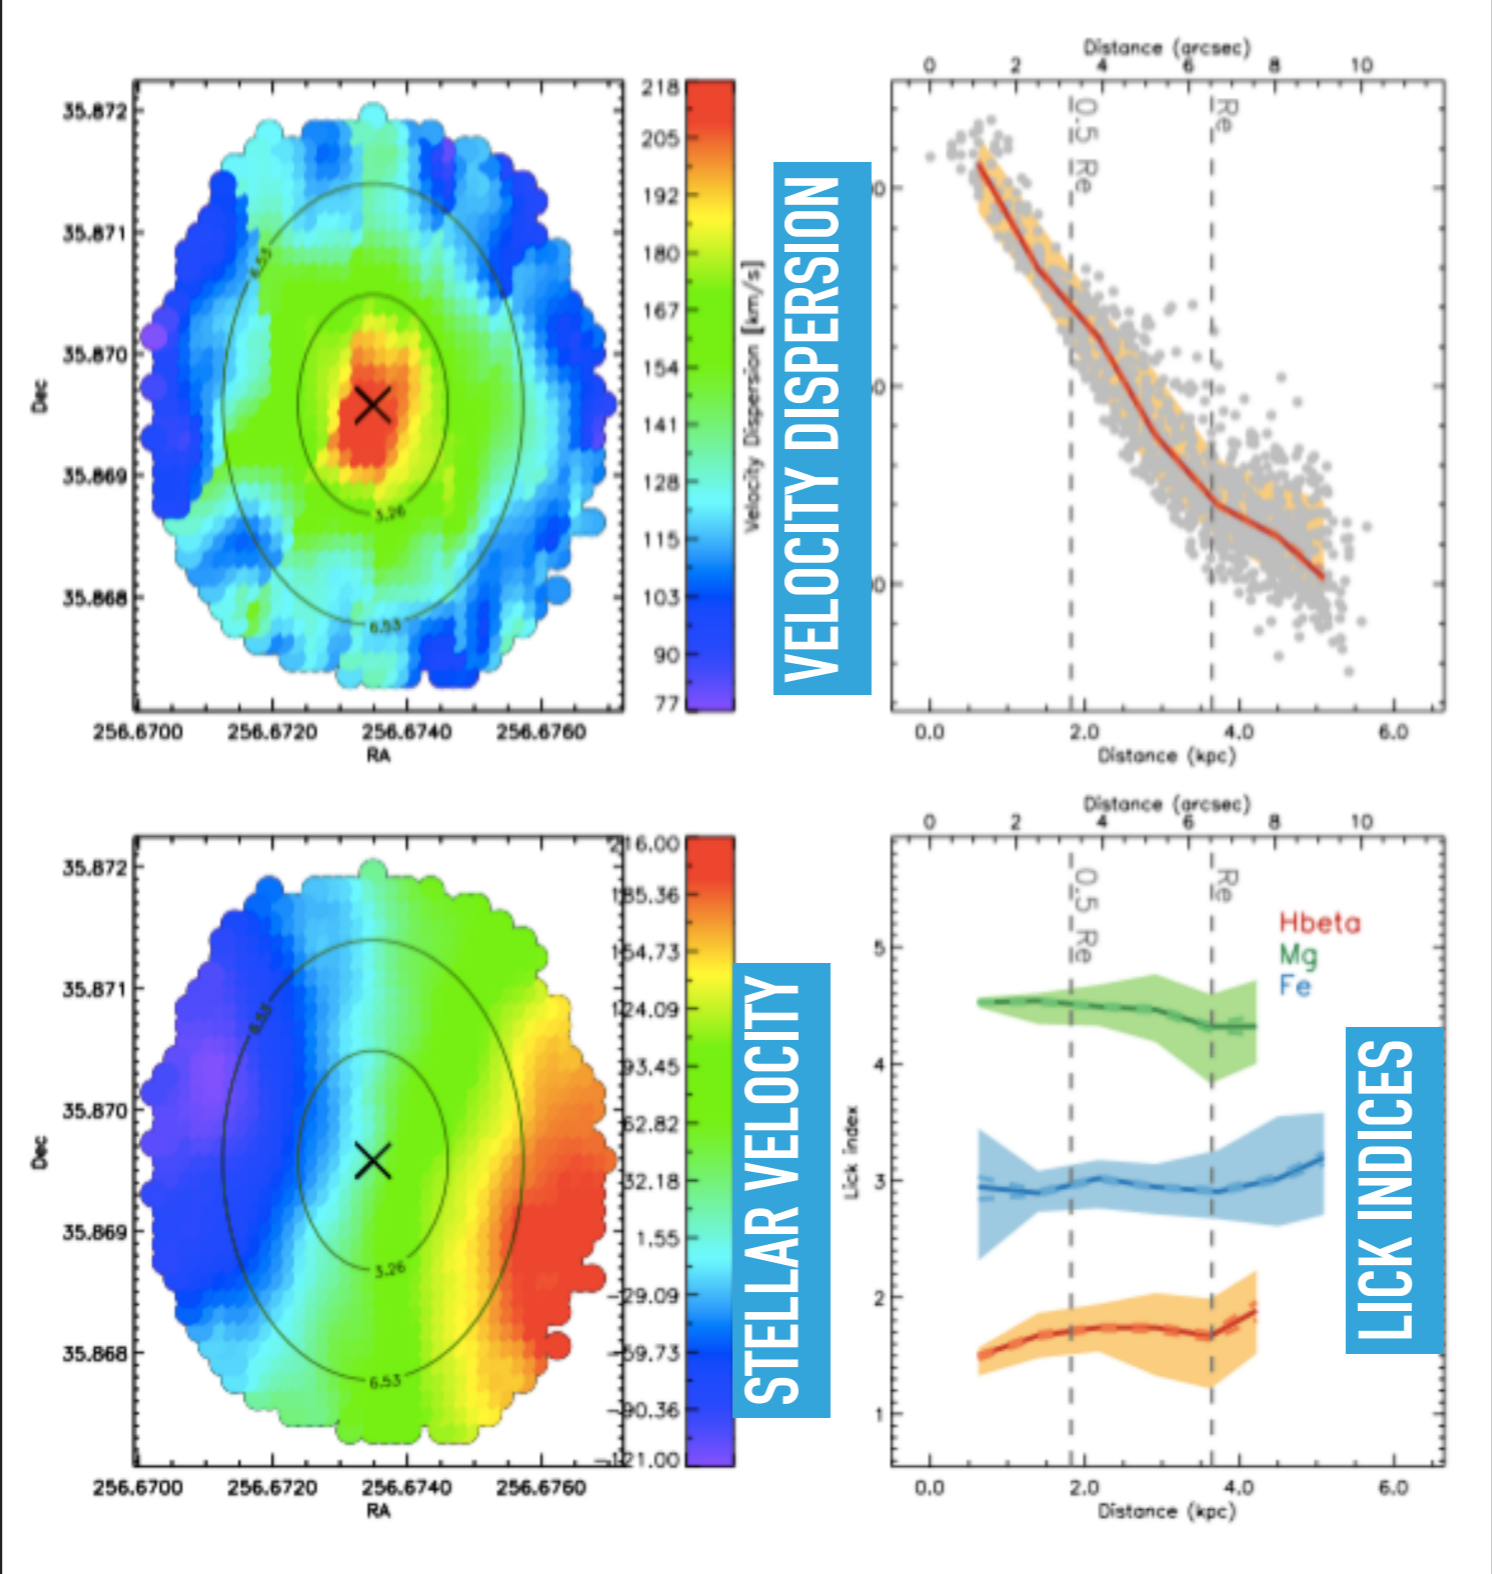 218
205
192
180
167
154
141
128
115
103
90
77
Velocity Dispersion [km/s]
35.872
35.871
35.870
35.869
35.868
Dec
6.53
3.26
6.53
256.6700 256.6720 256.6740 256.6760
RA
VELOCITY DISPERSION
Distance (arcsec)
0 2 4 6 8 10
0.5 Re
Re
0.0 2.0 4.0 6.0
Distance (kpc)
35.872
35.871
35.870
35.869
35.868
Dec
6.53
3.26
6.53
256.6700 256.6720 256.6740 256.6760
RA
216.00
185.36
154.73
124.09
93.45
62.82
32.18
1.55
-29.09
-59.73
-90.36
-121.00
STELLAR VELOCITY
Distance (arcsec)
0 2 4 6 8 10
0.5 Re
Re
Hbeta
Mg
Fe
5
4
3
2
1
Lick index
0.0 2.0 4.0 6.0
Distance (kpc)
LICK INDICES